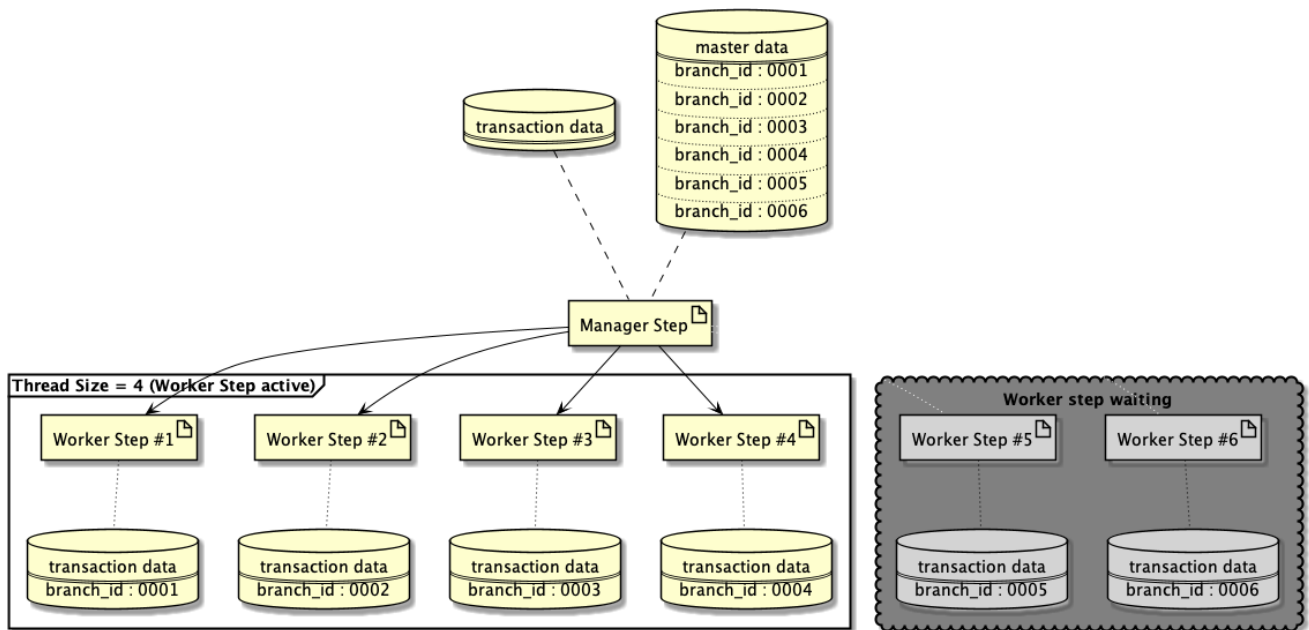 master data
branch_id : 0001
branch_id : 0002
transaction data
branch_id : 0003
branch_id : 0004
branch_id : 0005
branch_id : 0006
Manager Step
Thread Size = 4 (Worker Step active)
Worker step waiting
Worker Step #1
Worker Step #2
Worker Step #3
Worker Step #4
Worker Step #5
Worker Step #6
transaction data
branch_id : 0001
transaction data
branch_id : 0002
transaction data
branch_id : 0003
transaction data
branch_id : 0004
transaction data
branch_id : 0005
transaction data
branch_id : 0006